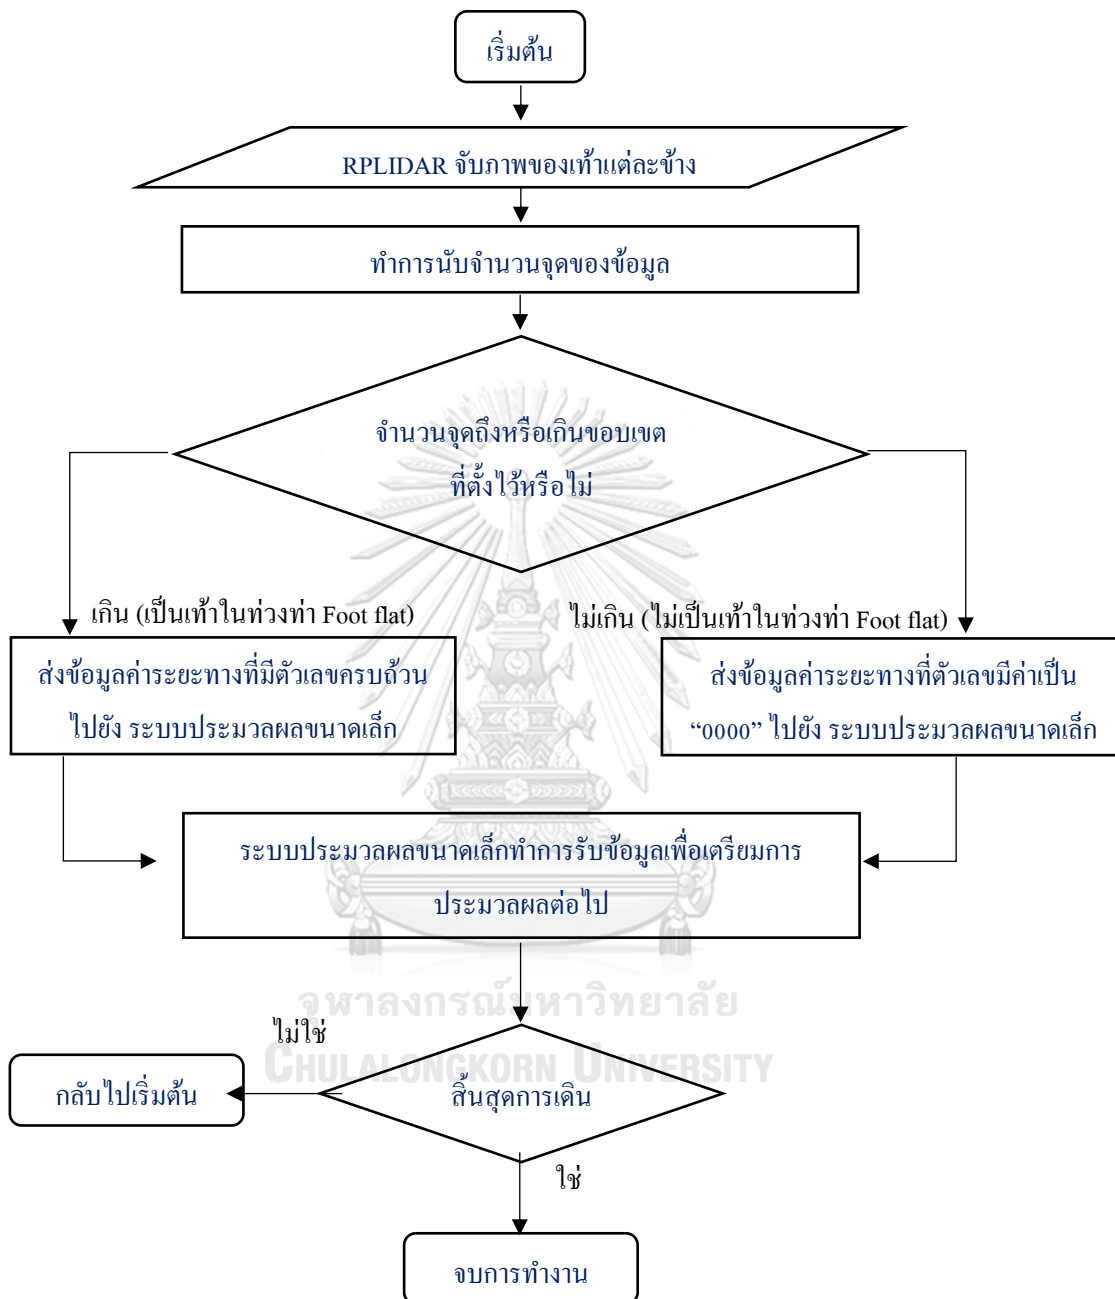 เริ่มต้น
RPLIDAR จับภาพของเท้าแต่ละข้าง
ทำการนับจำนวนจุดของข้อมูล
จำนวนจุดถึงหรือเกินขอบเขต
ที่ตั้งไว้หรือไม่
เกิน (เป็นเท้าในท่วงท่า Foot flat)
ไม่เกิน (ไม่เป็นเท้าในท่วงท่า Foot flat)
ส่งข้อมูลค่าระยะทางที่มีตัวเลขครบถ้วน
ไปยัง ระบบประมวลผลขนาดเล็ก
ส่งข้อมูลค่าระยะทางที่ตัวเลขมีค่าเป็น
“0000” ไปยัง ระบบประมวลผลขนาดเล็ก
ระบบประมวลผลขนาดเล็กทำการรับข้อมูลเพื่อเตรียมการ
ประมวลผลต่อไป
จุฬาลงกรณ์มหาวิทยาลัย
CHULALONGKORN UNIVERSITY
ไม่ใช่
กลับไปเริ่มต้น
สิ้นสุดการเดิน
ใช่
จบการทำงาน